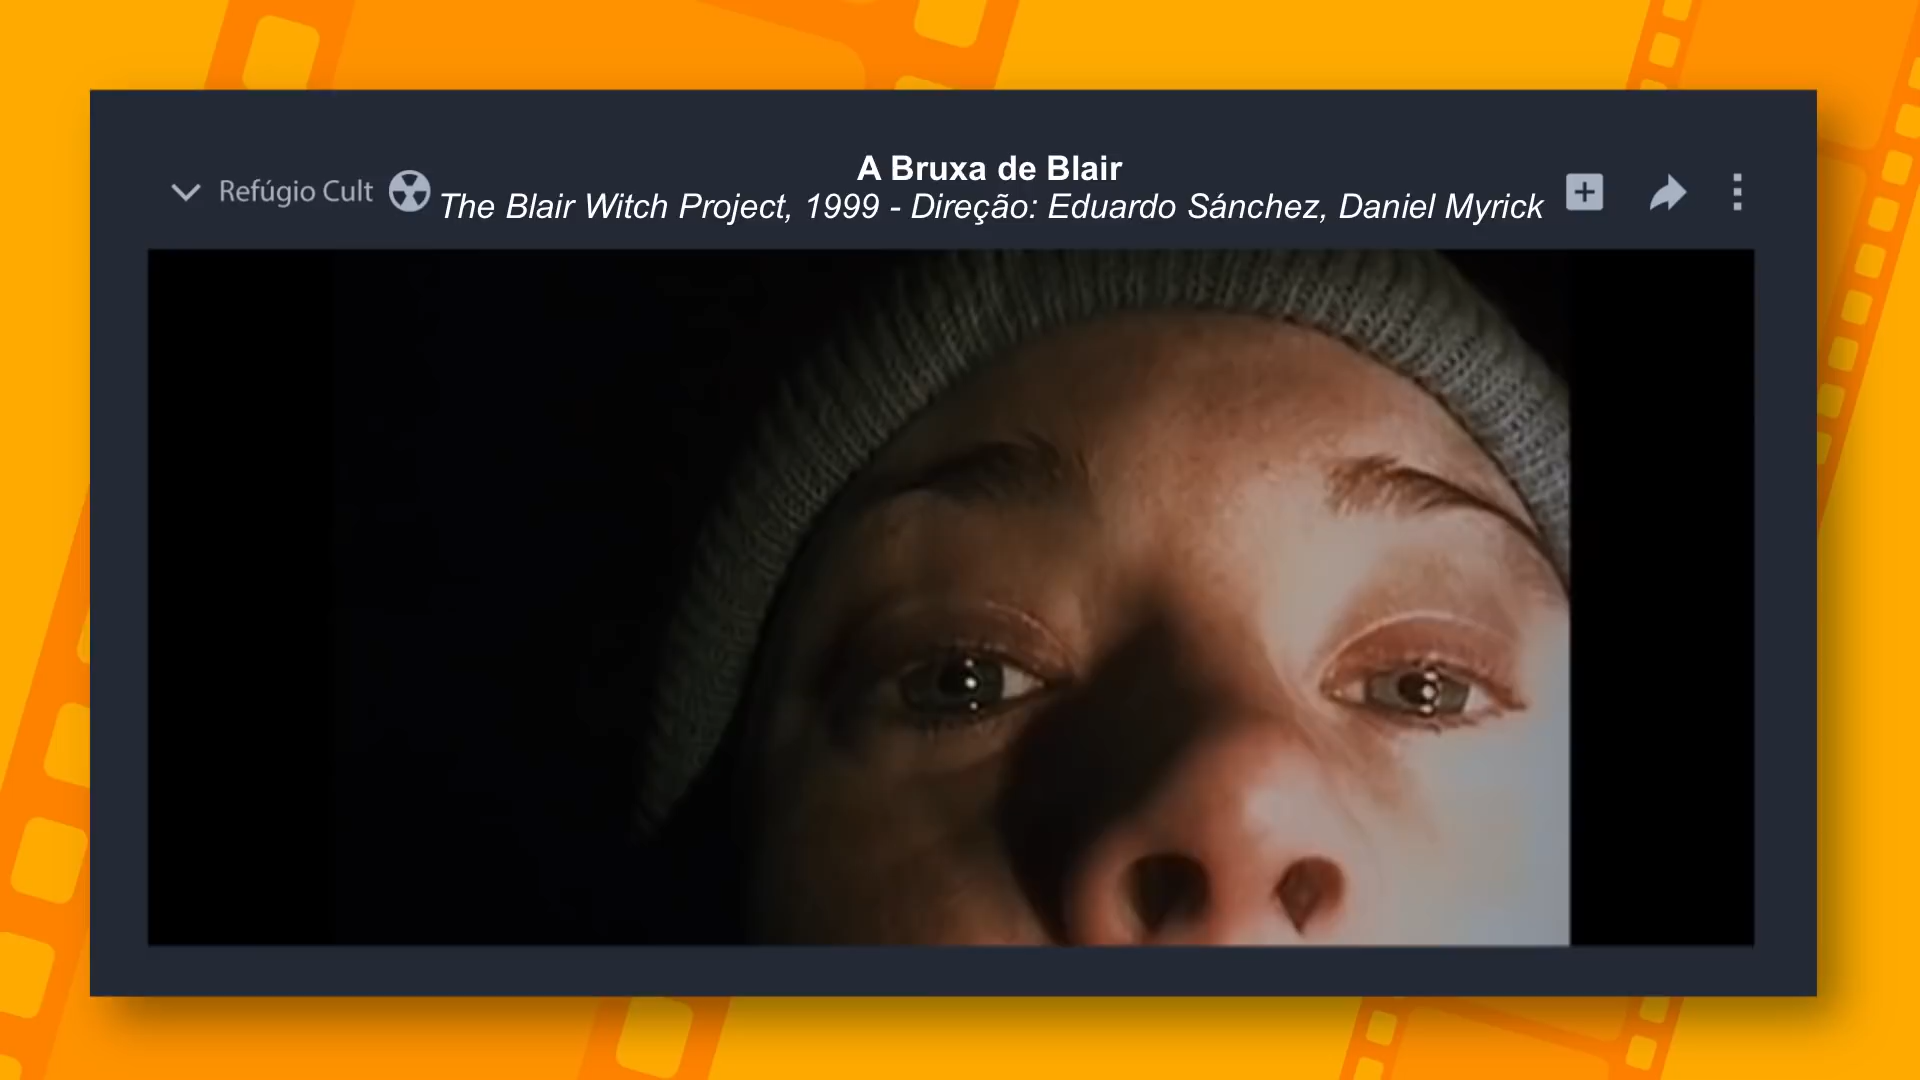 A Bruxa de Blair
Refúgio Cult
The Blair Witch Project, 1999 - Direção: Eduardo Sánchez, Daniel Myrick